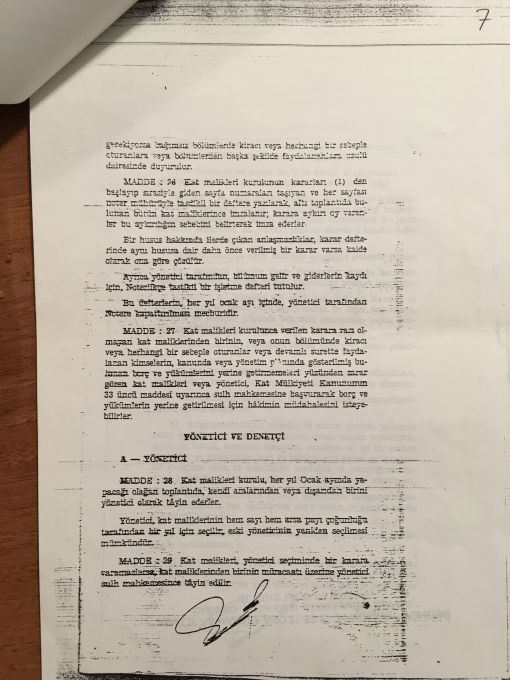 7
gerekiyorsa bağımsız bölümlerde kiracı veya herhangi bir sebeple
oturanlara veya bölümlerden başka şekilde faydalananlara usulü
dairesinde duyurulur.
MADDE : 26 Kat malikleri kurulunun kararları (1) den
başlayıp sırasiyle giden sayfa numaraları taşıyan ve her sayfası
noter mühürüyle tasdikli bir deftere yazılarak, altı toplantıda bu-
lunan bütün kat maliklerince imzalanır; karara aykırı oy veren-
ler bu aykırılığın sebebini belirterek imza ederler.
Bir husus hakkında ilerde çıkan anlaşmazlıklar, karar defte-
rinde aynı hususa dair daha önce verilmiş bir karar varsa kaide
olarak ona göre çözülür.
Ayrıca yönetici tarafından, bilûmum gelir ve giderlerin kaydı
için, Noterlikçe tasdikli bir işletme defteri tutulur.
Bu defterlerin, her yıl ocak ayı içinde, yönetici tarafından
Notere kapattırılması mecburidir.
MADDE : 27 Kat malikleri kurulunca verilen karara razı ol-
mayan kat maliklerinden birinin, veya onun bölümünde kiracı
veya herhangi bir sebeple oturanlar veya devamlı surette fayda-
lanan kimselerin, kanunda veya yönetim plânında gösterilmiş bu-
lunan borç ve yükümlerini yerine getirmemeleri yüzünden zarar
gören kat malikleri veya yönetici, Kat Mülkiyeti Kanununun
33 üncü maddesi uyarınca sulh mahkemesine başvurarak borç ve
yükümlerin yerine getirilmesi için hâkimin müdahalesini isteye-
bilirler.
YÖNETİCİ VE DENETÇİ
A — YÖNETİCİ
MADDE : 28 Kat malikleri kurulu, her yıl Ocak ayında ya-
pacağı olağan toplantıda, kendi aralarından veya dışarıdan birini
yönetici olarak tâyin ederler.
Yönetici, kat maliklerinin hem sayı hem arsa payı çoğunluğu
tarafından bir yıl için seçilir, eski yöneticinin yeniden seçilmesi
mümkündür.
MADDE : 29 Kat malikleri, yönetici seçiminde bir karara
varamazlarsa, kat maliklerinden birinin müracaatı üzerine yönetici
sulh mahkemesince tâyin edilir.